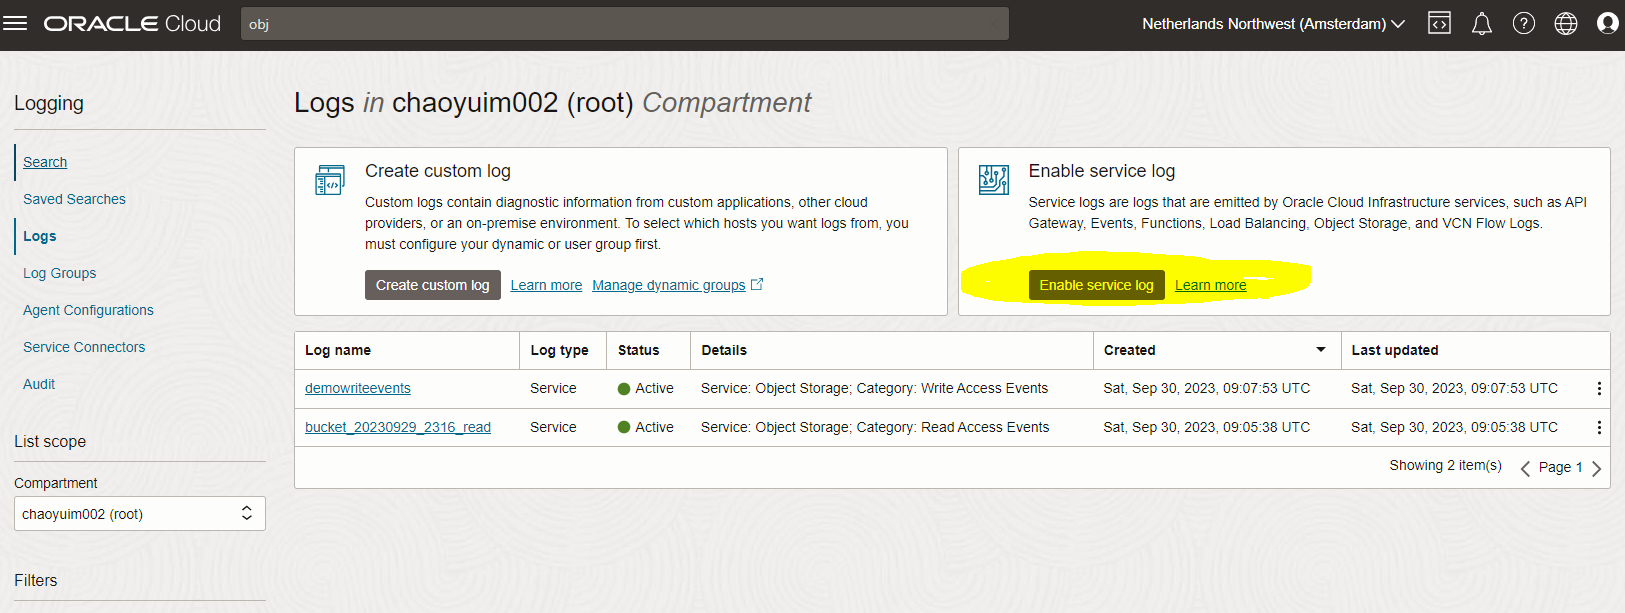 ORACLE Cloud
obj
Netherlands Northwest (Amsterdam)
Logging
Search
Saved Searches
Logs
Log Groups
Agent Configurations
Service Connectors
Audit
List scope
Compartment
chaoyuim002 (root)
Filters
Logs in chaoyuim002 (root) Compartment
Create custom log
Custom logs contain diagnostic information from custom applications, other cloud
providers, or an on-premise environment. To select which hosts you want logs from, you
must configure your dynamic or user group first.
Create custom log Learn more Manage dynamic groups
Enable service log
Service logs are logs that are emitted by Oracle Cloud Infrastructure services, such as API
Gateway, Events, Functions, Load Balancing, Object Storage, and VCN Flow Logs.
Enable service log Learn more
Log name Log type Status Details Created Last updated
demowriteevents Service Active Service: Object Storage; Category: Write Access Events Sat, Sep 30, 2023, 09:07:53 UTC Sat, Sep 30, 2023, 09:07:53 UTC
bucket_20230929_2316_read Service Active Service: Object Storage; Category: Read Access Events Sat, Sep 30, 2023, 09:05:38 UTC Sat, Sep 30, 2023, 09:05:38 UTC
Showing 2 item(s) Page 1